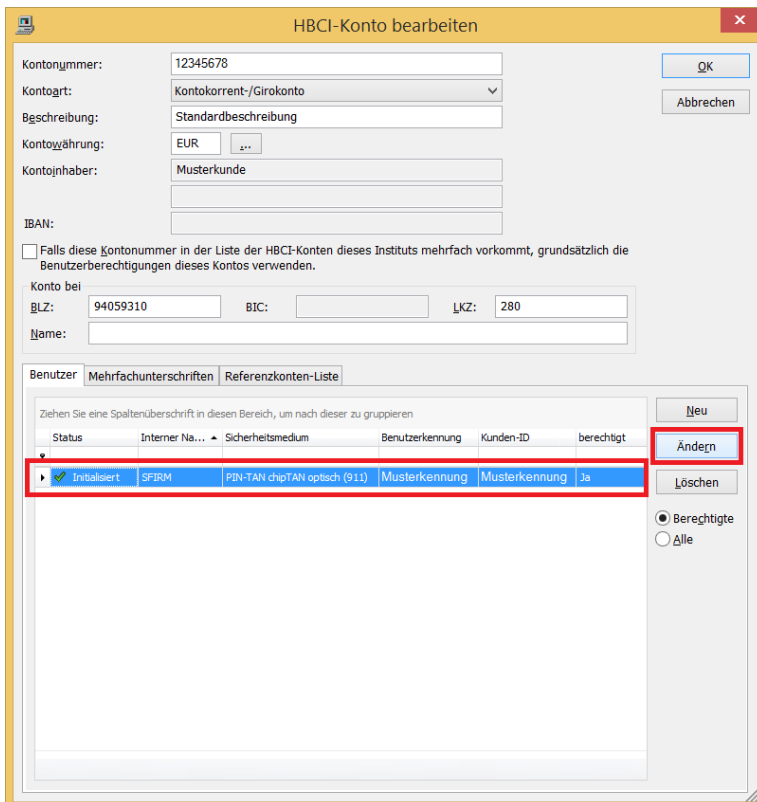 HBCI-Konto bearbeiten
x
Kontonummer: 12345678 OK
Kontoart: Kontokorrent-/Girokonto Abbrechen
Beschreibung: Standardbeschreibung
Kontowährung: EUR ...
Kontoinhaber: Musterkunde
IBAN:
Falls diese Kontonummer in der Liste der HBCI-Konten dieses Instituts mehrfach vorkommt, grundsätzlich die
Benutzerberechtigungen dieses Kontos verwenden.
Konto bei
BLZ: 94059310 BIC: LKZ: 280
Name:
Benutzer Mehrfachunterschriften Referenzkonten-Liste
Ziehen Sie eine Spaltenüberschrift in diesen Bereich, um nach dieser zu gruppieren Neu
Status Interner Na... Sicherheitsmedium Benutzerkennung Kunden-ID berechtigt Ändern
Initialisiert SFIRM PIN-TAN chipTAN optisch (911) Musterkennung Musterkennung Ja Löschen
Berechtigte
Alle